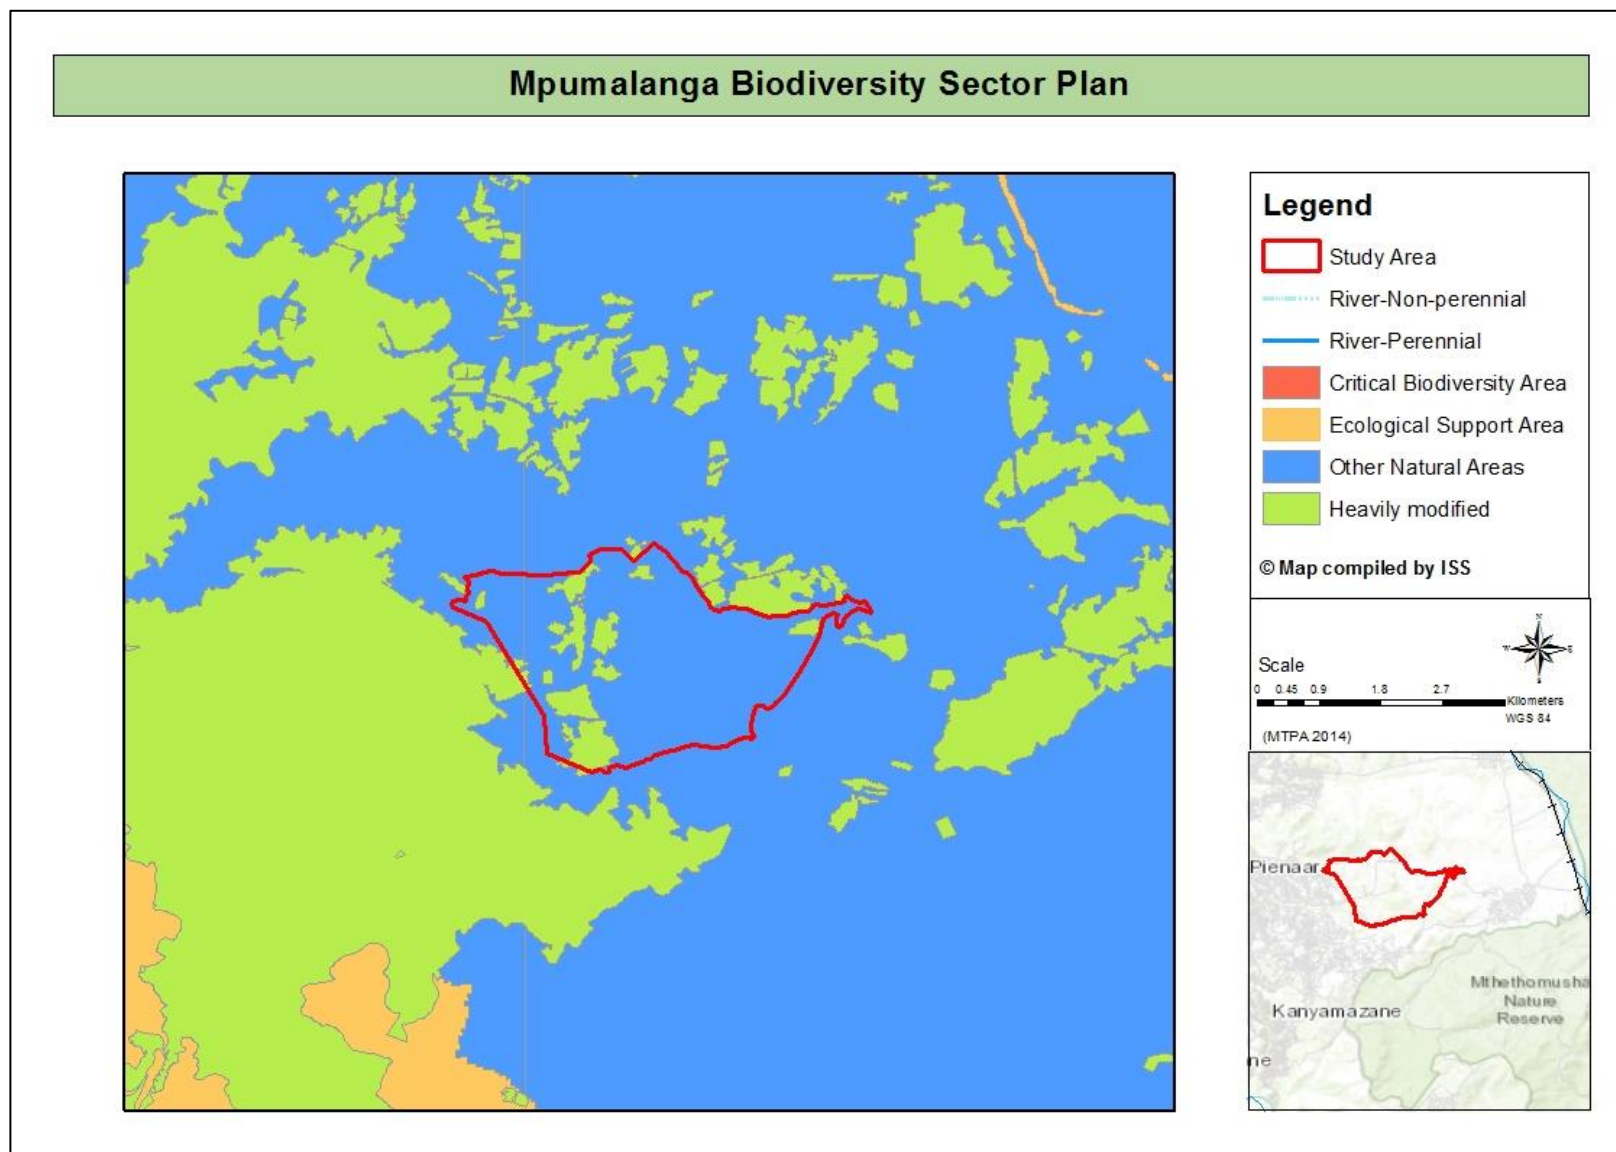 Mpumalanga Biodiversity Sector Plan
Legend
Study Area
River-Non-perennial
River-Perennial
Critical Biodiversity Area
Ecological Support Area
Other Natural Areas
Heavily modified
© Map compiled by ISS
N
W E
S
Scale
0 0.45 0.9 1.8 2.7
Kilometers
WGS 84
(MTPA 2014)
Pienaar
Mthethomusha
Nature
Reserve
Kanyamazane
ne